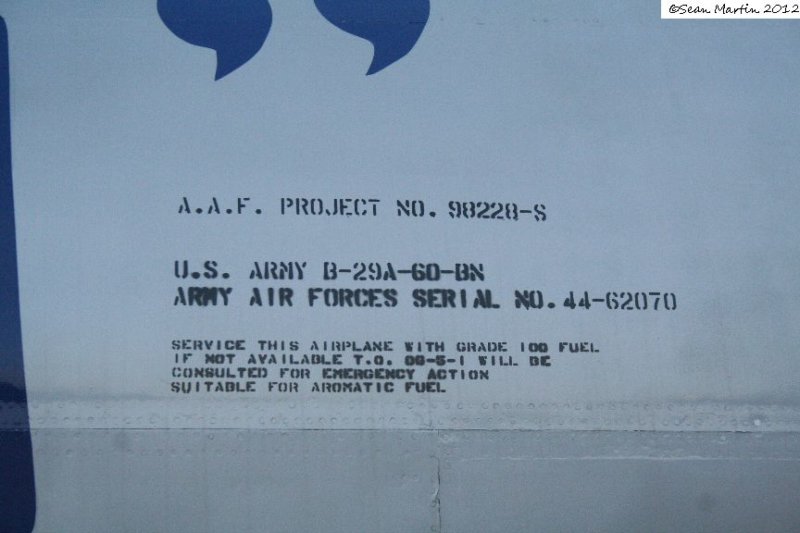 ©Sean Martin 2012
A.A.F. PROJECT NO. 98228-S
U.S. ARMY B-29A-60-BN
ARMY AIR FORCES SERIAL NO. 44-62070
SERVICE THIS AIRPLANE WITH GRADE 100 FUEL
IF NOT AVAILABLE T.O. 06-5-1 WILL BE
CONSULTED FOR EMERGENCY ACTION
SUITABLE FOR AROMATIC FUEL